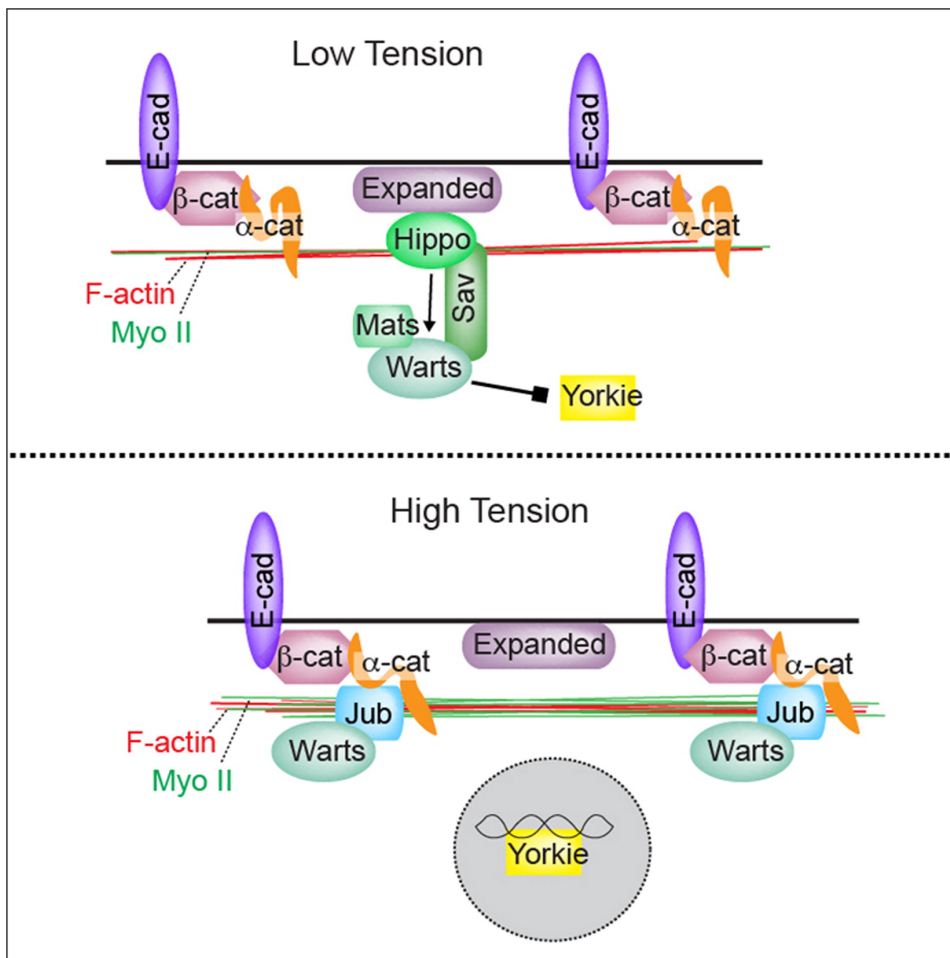 Low Tension
E-cad
E-cad
β-cat
α-cat
Expanded
β-cat
α-cat
Hippo
F-actin
Myo II
Sav
Mats
Warts
Yorkie
High Tension
E-cad
E-cad
β-cat
α-cat
Expanded
β-cat
α-cat
Jub
Jub
F-actin
Myo II
Warts
Warts
Yorkie